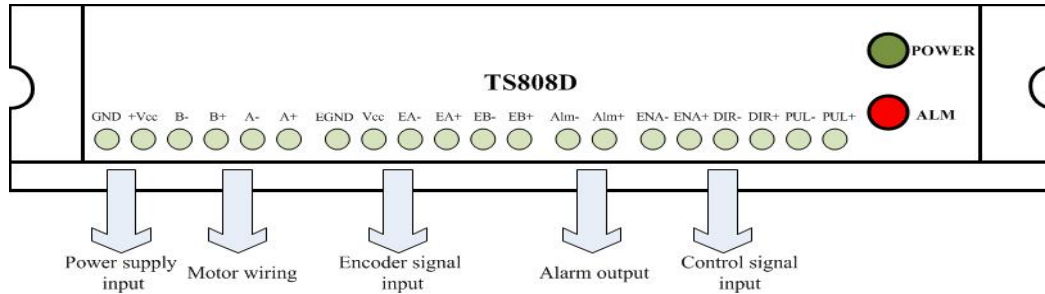 POWER
TS808D
GND +Vcc B- B+ A- A+ EGND Vcc EA- EA+ EB- EB+ Alm- Alm+ ENA- ENA+ DIR- DIR+ PUL- PUL+
ALM
Power supply
input
Motor wiring
Encoder signal
input
Alarm output
Control signal
input